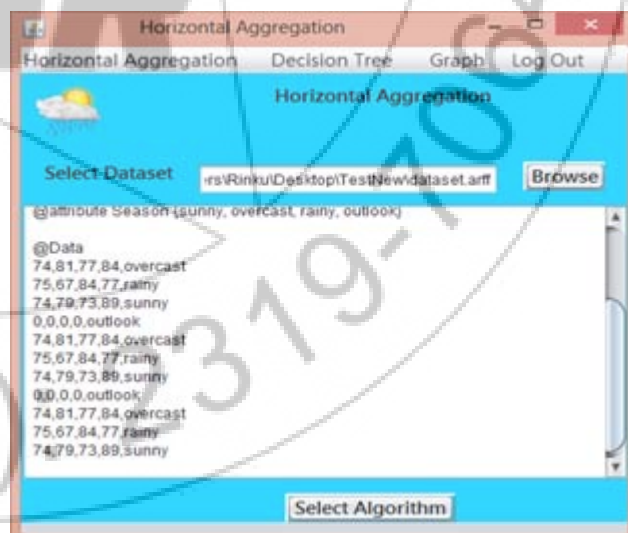 Horizontal Aggregation
Horizontal Aggregation Decision Tree Graph Log Out
Horizontal Aggregation
Select Dataset rs\Rinku\Desktop\TestNew\dataset.arff Browse
@attribute Season {sunny, overcast, rainy, outlook}
@Data
74,81,77,84,overcast
75,67,84,77,rainy
74,79,73,89,sunny
0,0,0,0,outlook
74,81,77,84,overcast
75,67,84,77,rainy
74,79,73,89,sunny
0,0,0,0,outlook
74,81,77,84,overcast
75,67,84,77,rainy
74,79,73,89,sunny
Select Algorithm
2319-706